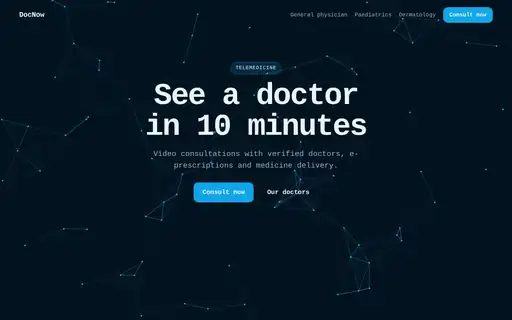 DocNow
General physician Paediatrics Dermatology Consult now
TELEMEDICINE
See a doctor
in 10 minutes
Video consultations with verified doctors, e-
prescriptions and medicine delivery.
Consult now Our doctors